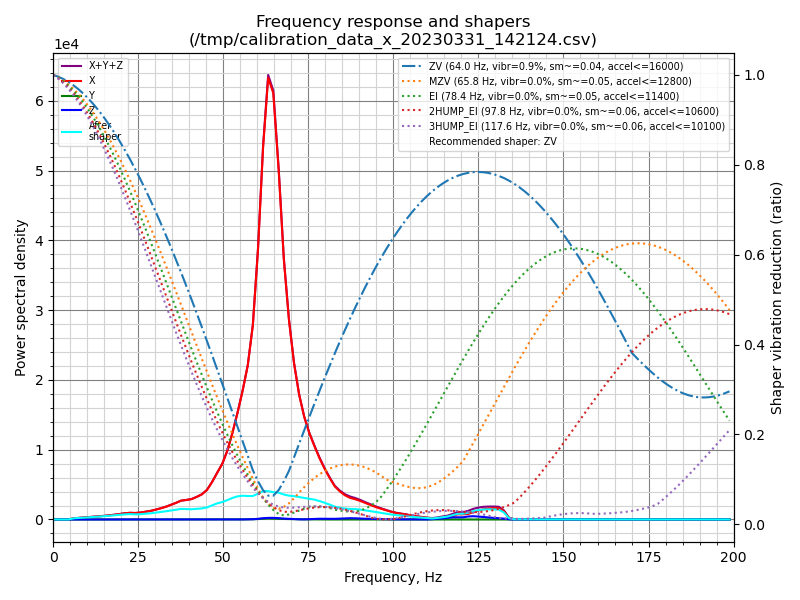 Frequency response and shapers
(/tmp/calibration_data_x_20230331_142124.csv)
1e4
X+Y+Z
X
Y
Z
After
shaper
ZV (64.0 Hz, vibr=0.9%, sm~=0.04, accel<=16000)
MZV (65.8 Hz, vibr=0.0%, sm~=0.05, accel<=12800)
EI (78.4 Hz, vibr=0.0%, sm~=0.05, accel<=11400)
2HUMP_EI (97.8 Hz, vibr=0.0%, sm~=0.06, accel<=10600)
3HUMP_EI (117.6 Hz, vibr=0.0%, sm~=0.06, accel<=10100)
Recommended shaper: ZV
Power spectral density
6
5
4
3
2
1
0
1.0
0.8
0.6
0.4
0.2
0.0
Shaper vibration reduction (ratio)
0 25 50 75 100 125 150 175 200
Frequency, Hz